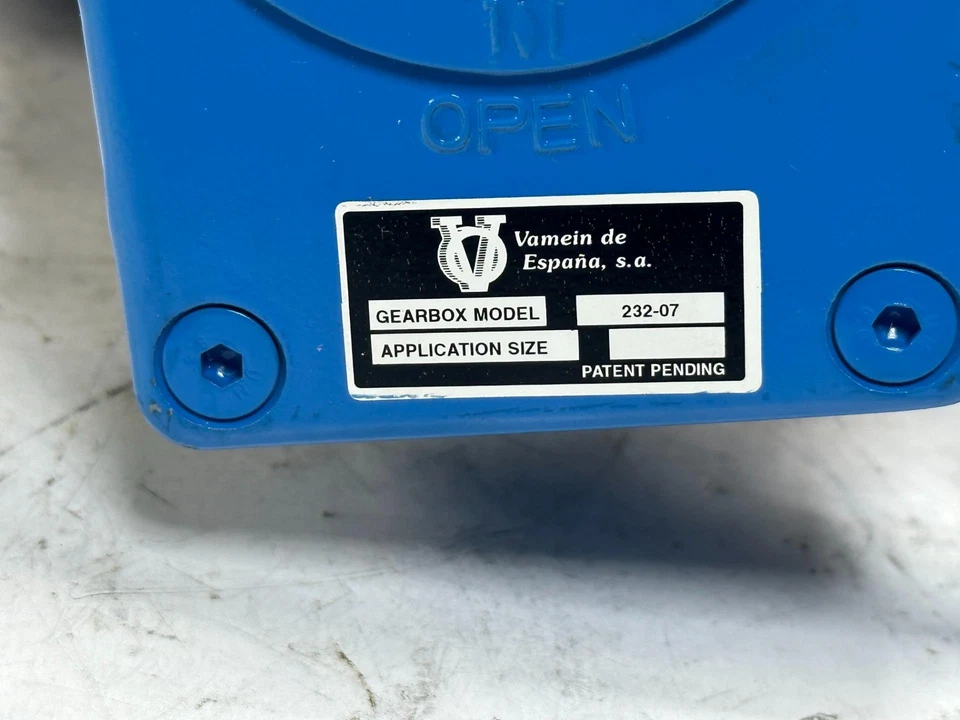 OPEN
Vamein de
España, s.a.
GEARBOX MODEL 232-07
APPLICATION SIZE
PATENT PENDING